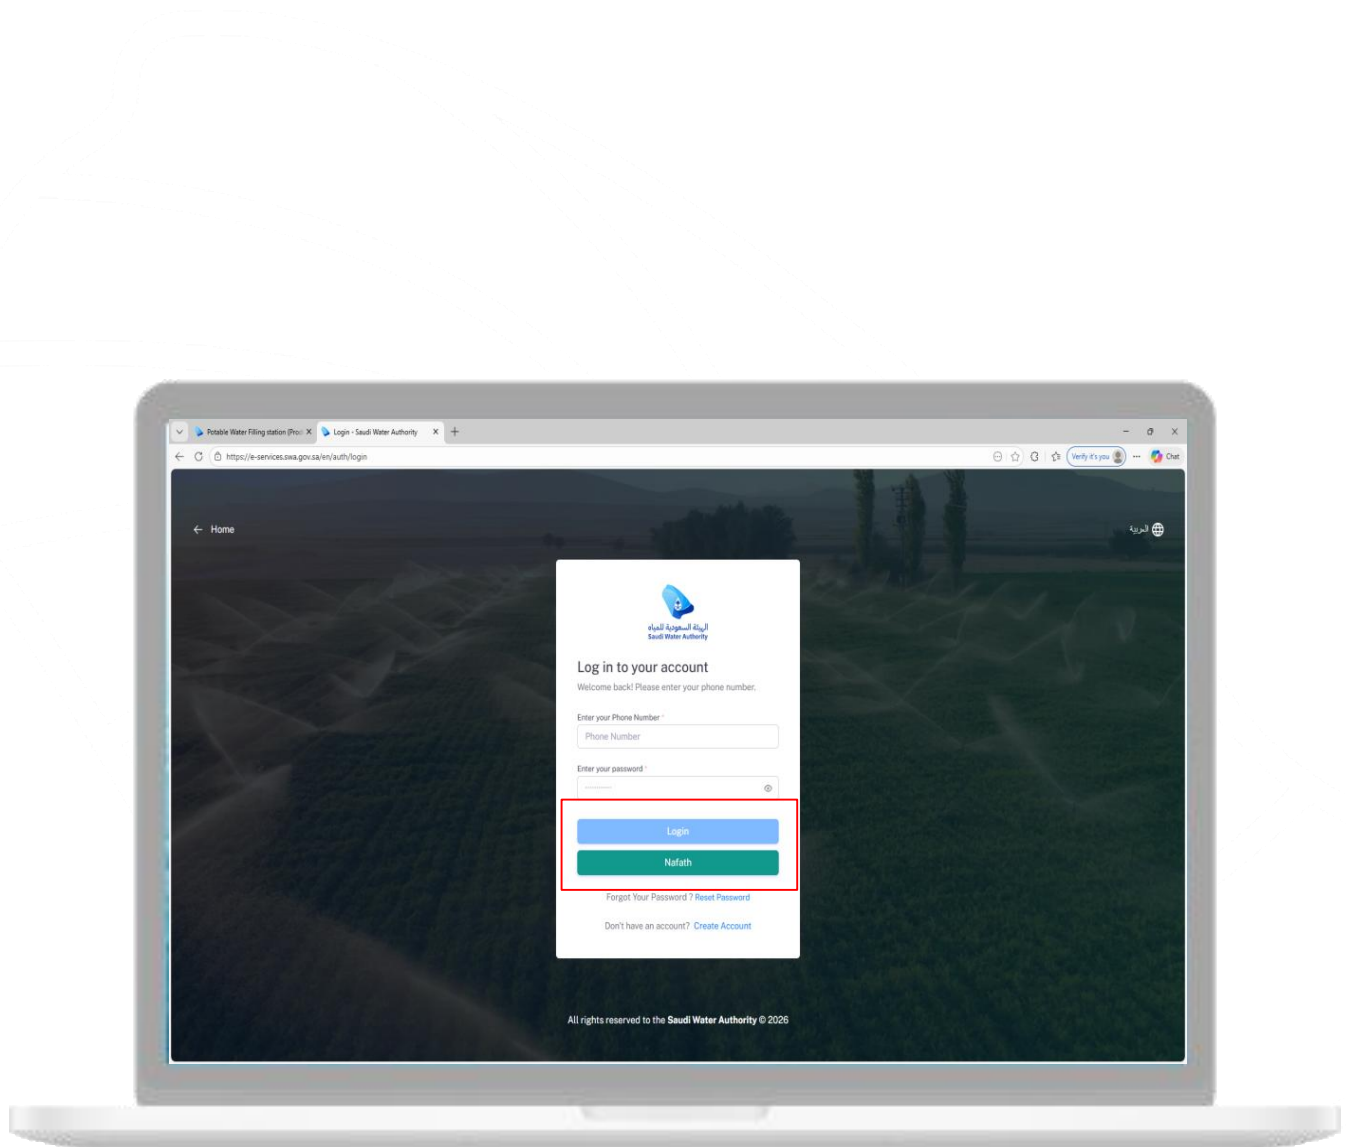 Potable Water Filling station (Proc
Login - Saudi Water Authority
https://e-services.swa.gov.sa/en/auth/login
Verify it's you
Chat
Home
العربية
الهيئة السعودية للمياه
Saudi Water Authority
Log in to your account
Welcome back! Please enter your phone number.
Enter your Phone Number *
Phone Number
Enter your password *
Login
Nafath
Forgot Your Password ? Reset Password
Don't have an account? Create Account
All rights reserved to the Saudi Water Authority © 2026